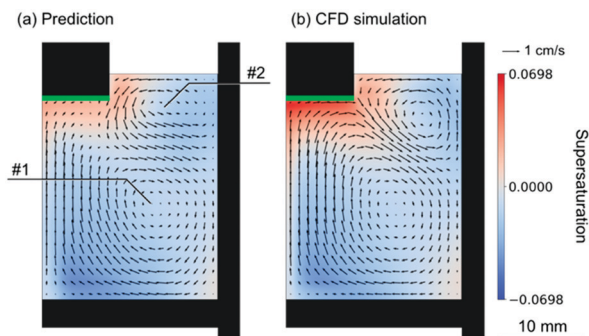 (a) Prediction
(b) CFD simulation
1 cm/s
0.0698
#2
#1
0.0000
Supersaturation
−0.0698
10 mm